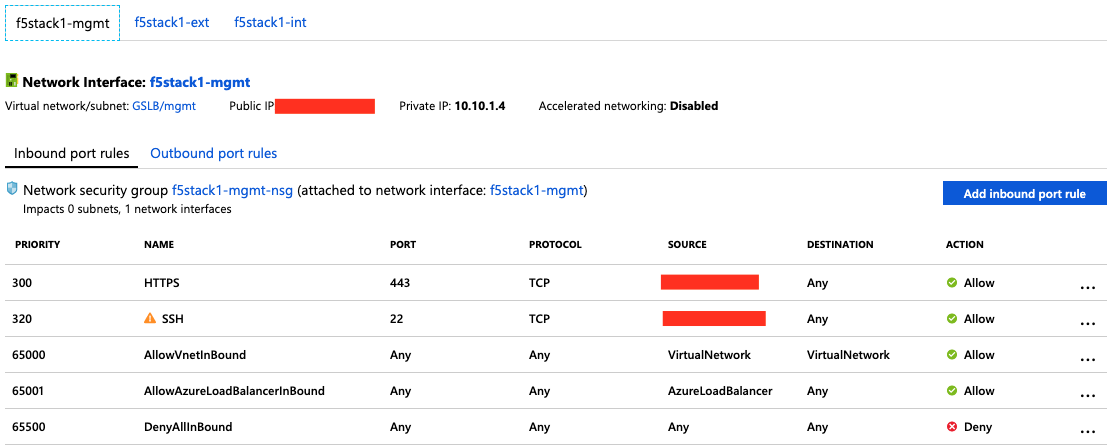 f5stack1-mgmt f5stack1-ext f5stack1-int
Network Interface: f5stack1-mgmt
Virtual network/subnet: GSLB/mgmt Public IP Private IP: 10.10.1.4 Accelerated networking: Disabled
Inbound port rules Outbound port rules
Network security group f5stack1-mgmt-nsg (attached to network interface: f5stack1-mgmt)
Impacts 0 subnets, 1 network interfaces
Add inbound port rule
PRIORITY NAME PORT PROTOCOL SOURCE DESTINATION ACTION
300 HTTPS 443 TCP Any Allow ...
320 SSH 22 TCP Any Allow ...
65000 AllowVnetInBound Any Any VirtualNetwork VirtualNetwork Allow ...
65001 AllowAzureLoadBalancerInBound Any Any AzureLoadBalancer Any Allow ...
65500 DenyAllInBound Any Any Any Any Deny ...